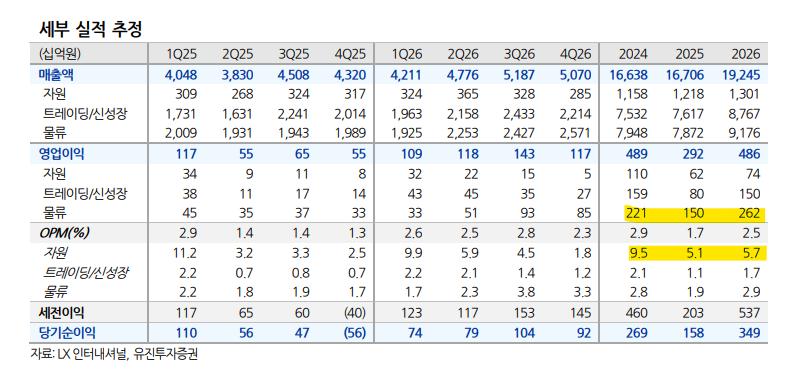 세부 실적 추정
(십억원) 1Q25 2Q25 3Q25 4Q25 1Q26 2Q26 3Q26 4Q26 2024 2025 2026
매출액 4,048 3,830 4,508 4,320 4,211 4,776 5,187 5,070 16,638 16,706 19,245
자원 309 268 324 317 324 365 328 285 1,158 1,218 1,301
트레이딩/신성장 1,731 1,631 2,241 2,014 1,963 2,158 2,433 2,214 7,532 7,617 8,767
물류 2,009 1,931 1,943 1,989 1,925 2,253 2,427 2,571 7,948 7,872 9,176
영업이익 117 55 65 55 109 118 143 117 489 292 486
자원 34 9 11 8 32 22 15 5 110 62 74
트레이딩/신성장 38 11 17 14 43 45 35 27 159 80 150
물류 45 35 37 33 33 51 93 85 221 150 262
OPM(%) 2.9 1.4 1.4 1.3 2.6 2.5 2.8 2.3 2.9 1.7 2.5
자원 11.2 3.2 3.3 2.5 9.9 5.9 4.5 1.8 9.5 5.1 5.7
트레이딩/신성장 2.2 0.7 0.8 0.7 2.2 2.1 1.4 1.2 2.1 1.1 1.7
물류 2.2 1.8 1.9 1.7 1.7 2.3 3.8 3.3 2.8 1.9 2.9
세전이익 117 65 60 (40) 123 117 153 145 460 203 537
당기순이익 110 56 47 (56) 74 79 104 92 269 158 349
자료: LX 인터내셔널, 유진투자증권